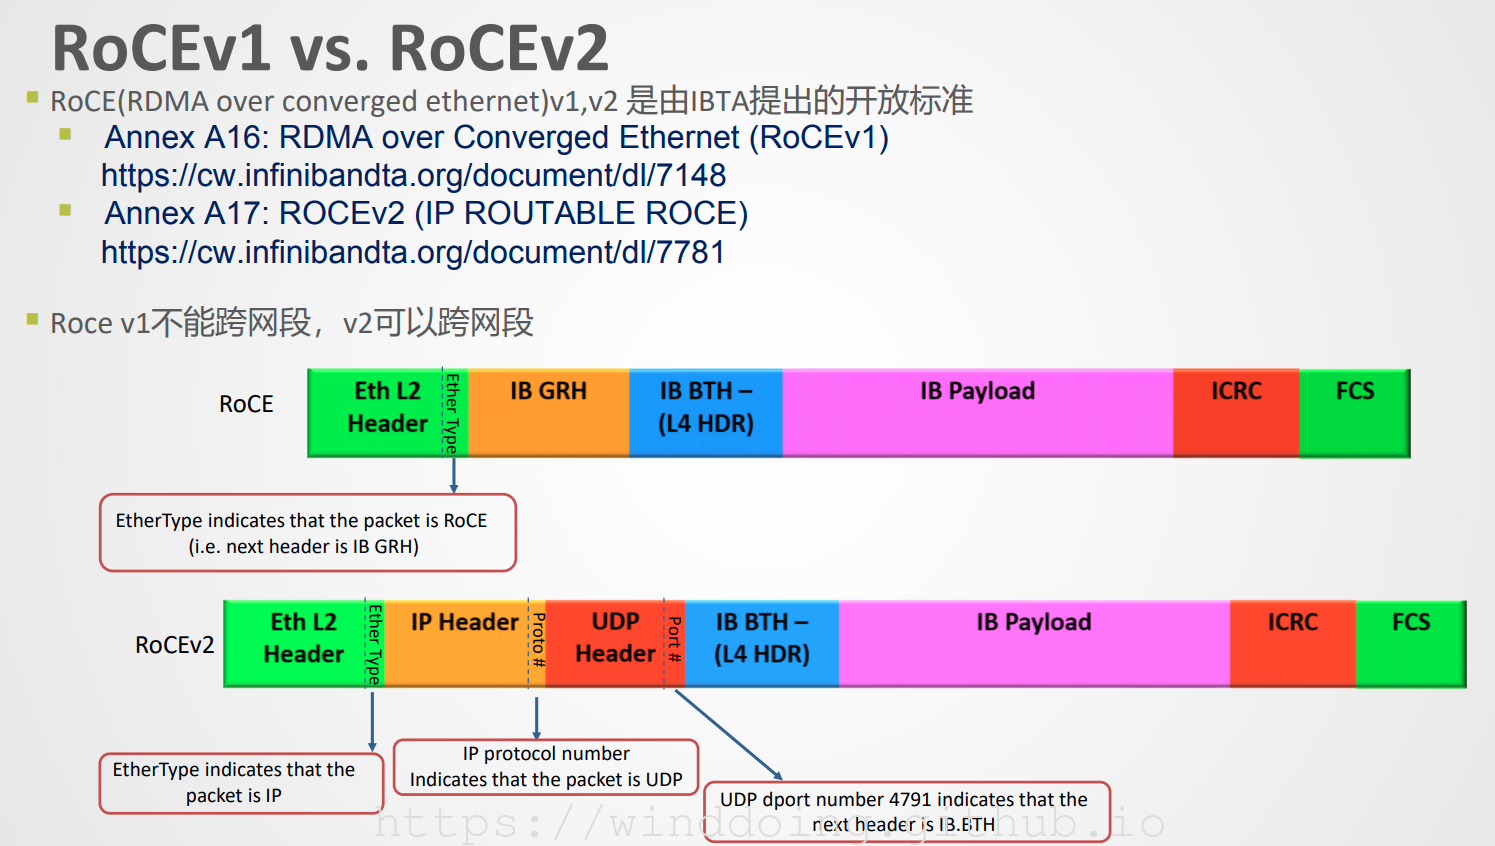 RoCEv1 vs. RoCEv2
RoCE(RDMA over converged ethernet)v1,v2 是由IBTA提出的开放标准
Annex A16: RDMA over Converged Ethernet (RoCEv1)
https://cw.infinibandta.org/document/dl/7148
Annex A17: ROCEv2 (IP ROUTABLE ROCE)
https://cw.infinibandta.org/document/dl/7781
Roce v1不能跨网段，v2可以跨网段
RoCE
Eth L2
Header
Ether Type
IB GRH
IB BTH –
(L4 HDR)
IB Payload
ICRC
FCS
EtherType indicates that the packet is RoCE
(i.e. next header is IB GRH)
RoCEv2
Eth L2
Header
Ether Type
IP Header
Proto #
UDP
Header
Port #
IB BTH –
(L4 HDR)
IB Payload
ICRC
FCS
EtherType indicates that the
packet is IP
IP protocol number
Indicates that the packet is UDP
UDP dport number 4791 indicates that the
next header is IB.BTH
https://winddoing.github.io